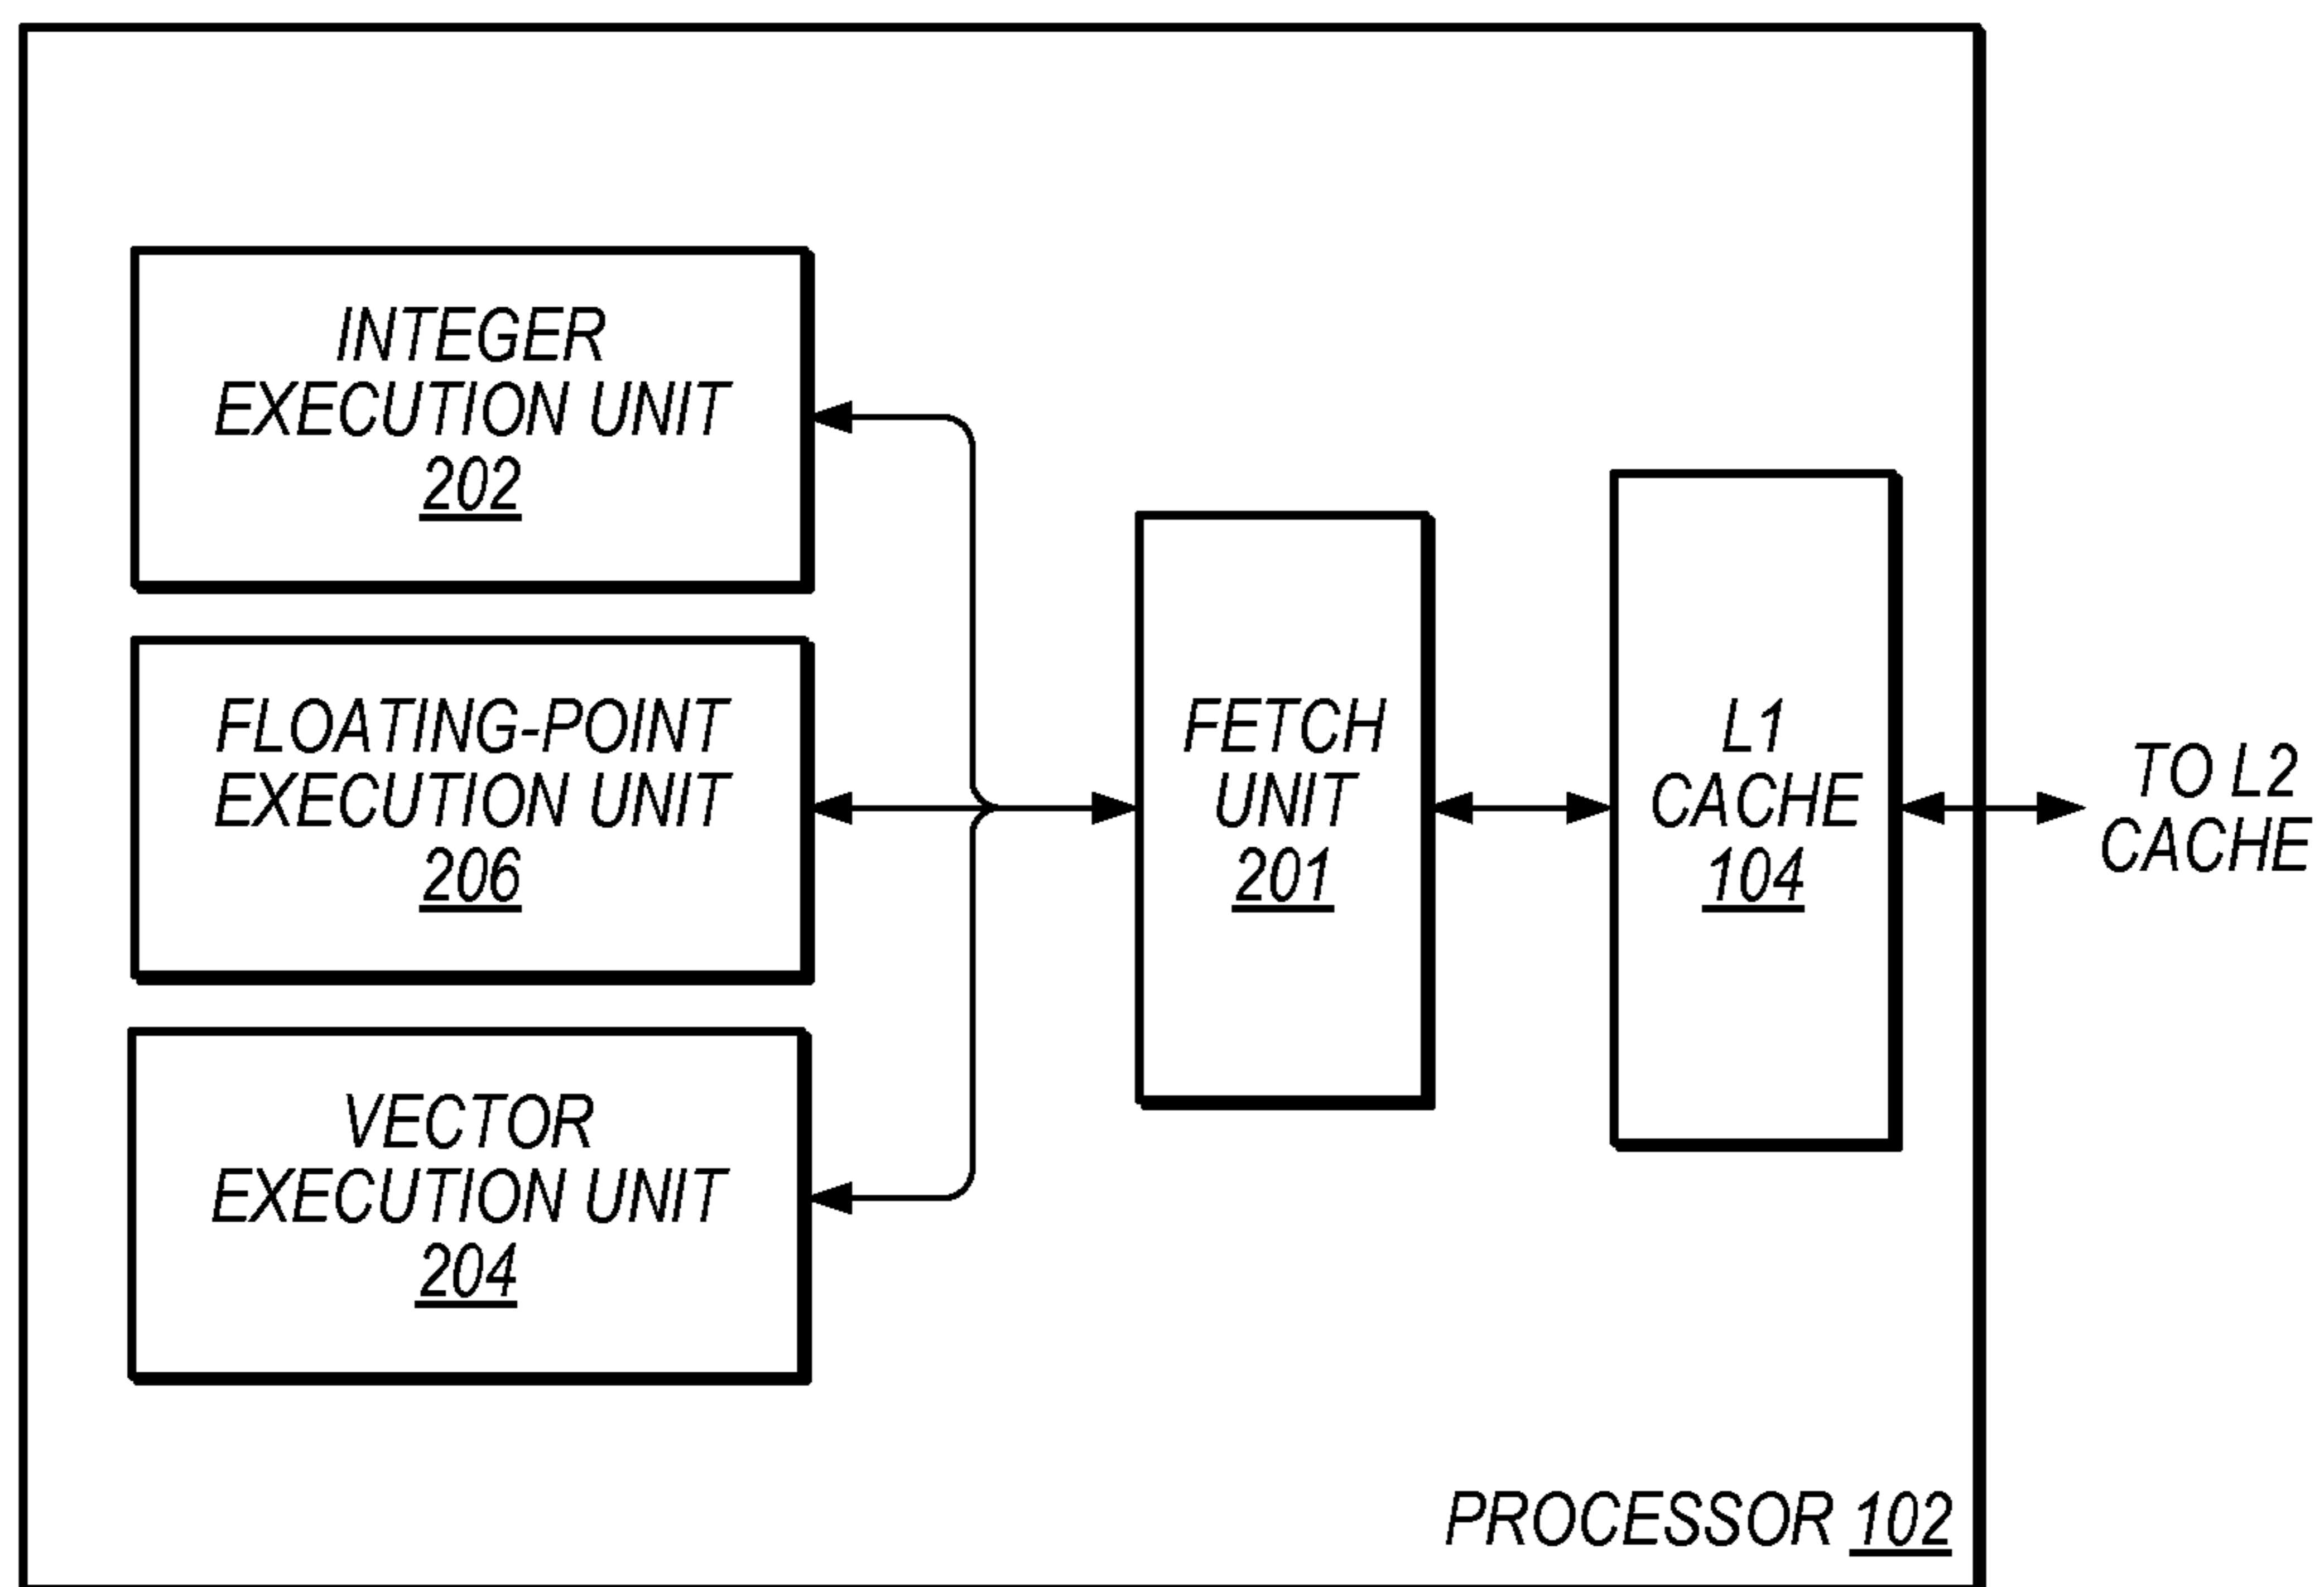 INTEGER
EXECUTION UNIT
202
FLOATING-POINT
EXECUTION UNIT
206
VECTOR
EXECUTION UNIT
204
FETCH
UNIT
201
L1
CACHE
104
TO L2
CACHE
PROCESSOR 102